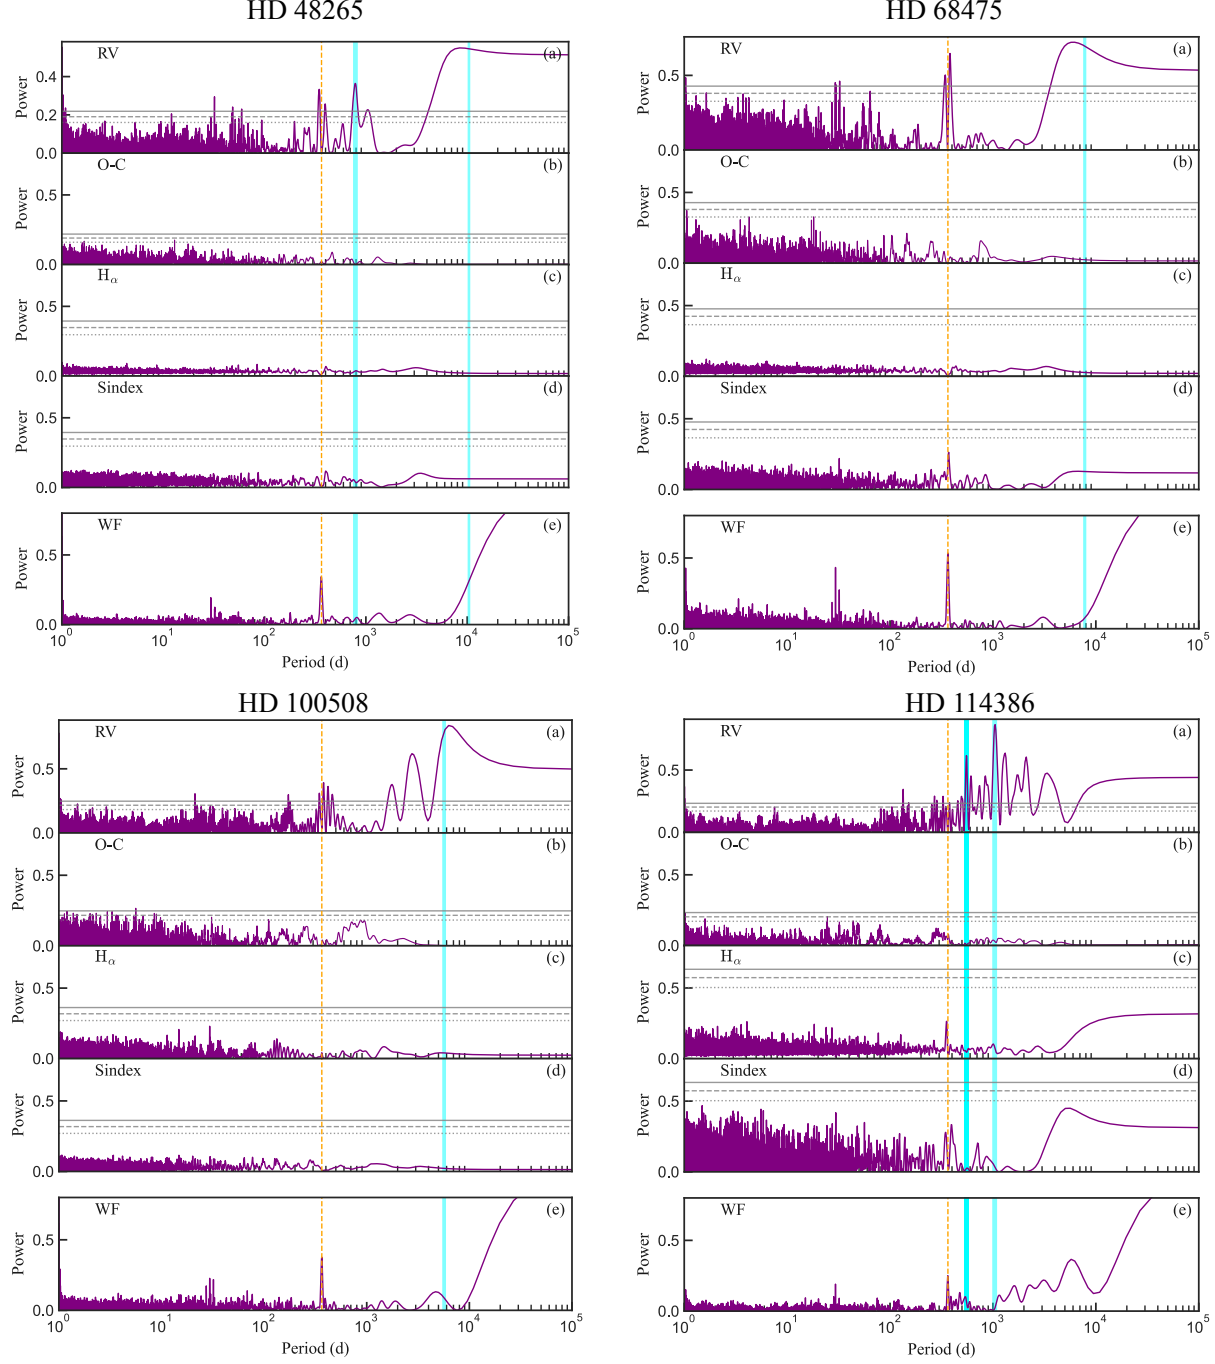 HD 48265
RV
(a)
0.4
0.2
0.0
Power
O-C
(b)
0.5
0.0
Power
Hα
(c)
0.5
0.0
Power
Sindex
(d)
0.5
0.0
Power
WF
(e)
0.5
0.0
Power
10^0 10^1 10^2 10^3 10^4 10^5
Period (d)
HD 68475
RV
(a)
0.5
0.0
Power
O-C
(b)
0.5
0.0
Power
Hα
(c)
0.5
0.0
Power
Sindex
(d)
0.5
0.0
Power
WF
(e)
0.5
0.0
Power
10^0 10^1 10^2 10^3 10^4 10^5
Period (d)
HD 100508
RV
(a)
0.5
0.0
Power
O-C
(b)
0.5
0.0
Power
Hα
(c)
0.5
0.0
Power
Sindex
(d)
0.5
0.0
Power
WF
(e)
0.5
0.0
Power
10^0 10^1 10^2 10^3 10^4 10^5
Period (d)
HD 114386
RV
(a)
0.5
0.0
Power
O-C
(b)
0.5
0.0
Power
Hα
(c)
0.5
0.0
Power
Sindex
(d)
0.5
0.0
Power
WF
(e)
0.5
0.0
Power
10^0 10^1 10^2 10^3 10^4 10^5
Period (d)